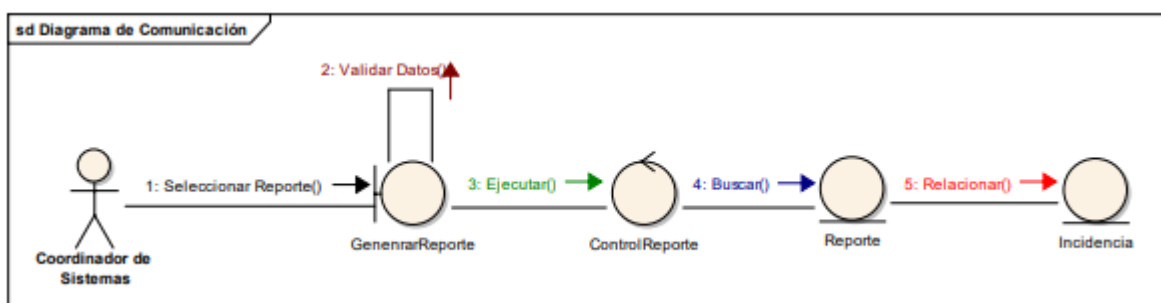 sd Diagrama de Comunicación
2: Validar Datos()
1: Seleccionar Reporte()
3: Ejecutar()
4: Buscar()
5: Relacionar()
GenenrarReporte
ControlReporte
Reporte
Incidencia
Coordinador de
Sistemas